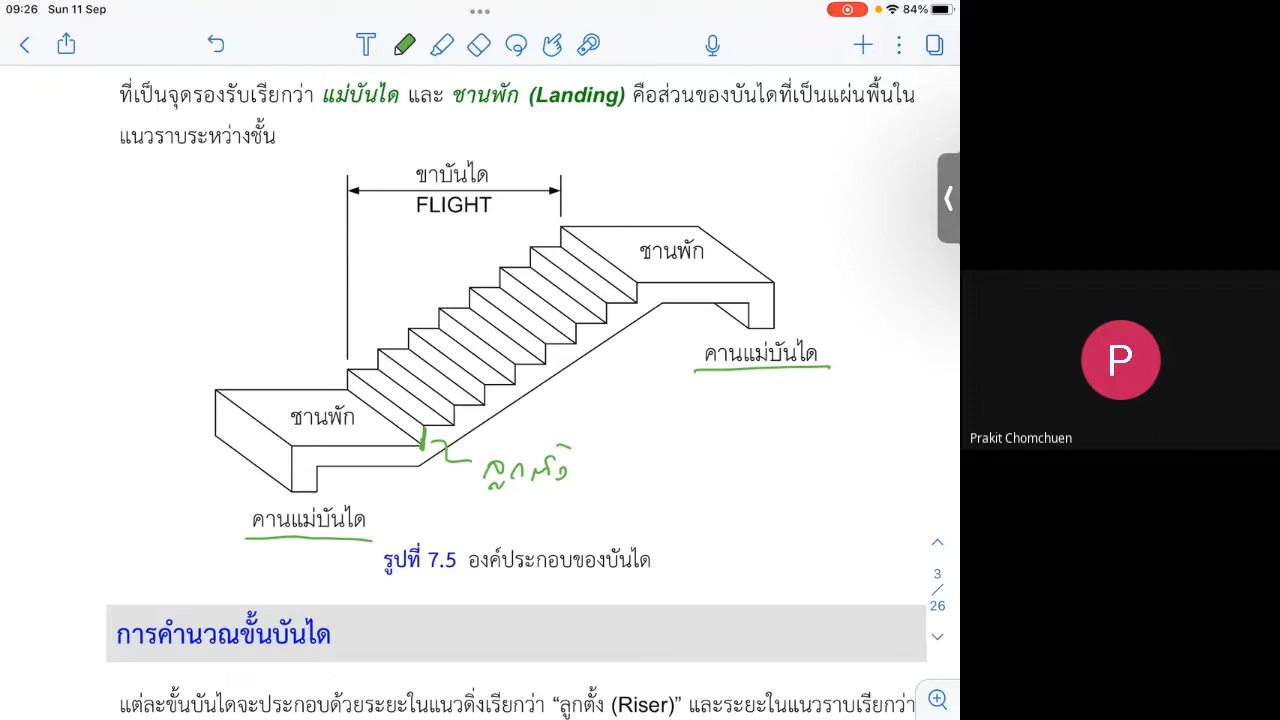 09:26 Sun 11 Sep
84%
ที่เป็นจุดรองรับเรียกว่า แม่บันได และ ชานพัก (Landing) คือส่วนของบันไดที่เป็นแผ่นพื้นใน
แนวราบระหว่างชั้น
ขาบันได
FLIGHT
ชานพัก
คานแม่บันได
ชานพัก
ลูกตั้ง
คานแม่บันได
รูปที่ 7.5 องค์ประกอบของบันได
3
/
26
การคำนวณขั้นบันได
แต่ละขั้นบันไดจะประกอบด้วยระยะในแนวดิ่งเรียกว่า “ลูกตั้ง (Riser)” และระยะในแนวราบเรียกว่า
P
Prakit Chomchuen